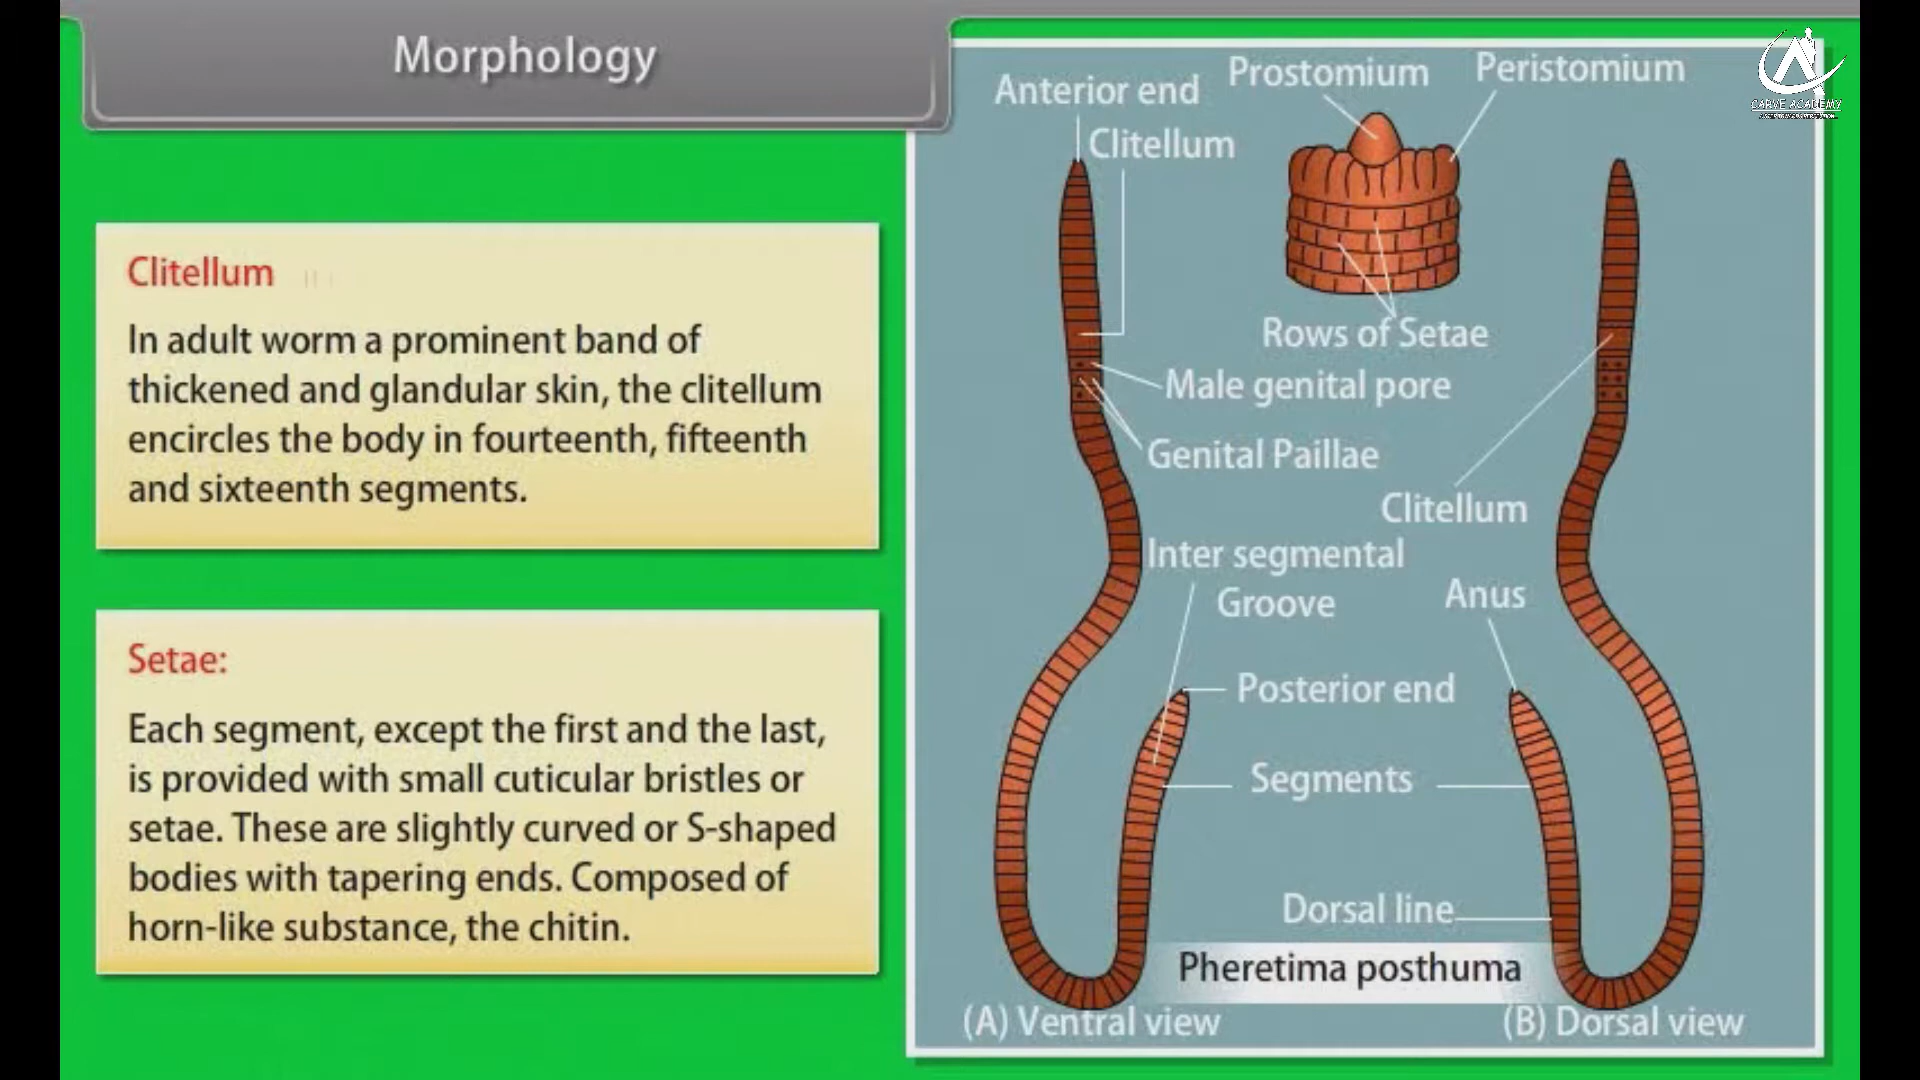 Morphology
CARVE ACADEMY
Anterior end
Prostomium
Peristomium
Clitellum
Clitellum
In adult worm a prominent band of
thickened and glandular skin, the clitellum
encircles the body in fourteenth, fifteenth
and sixteenth segments.
Setae:
Each segment, except the first and the last,
is provided with small cuticular bristles or
setae. These are slightly curved or S-shaped
bodies with tapering ends. Composed of
horn-like substance, the chitin.
Rows of Setae
Male genital pore
Genital Paillae
Clitellum
Inter segmental
Groove
Anus
Posterior end
Segments
Dorsal line
Pheretima posthuma
(A) Ventral view
(B) Dorsal view